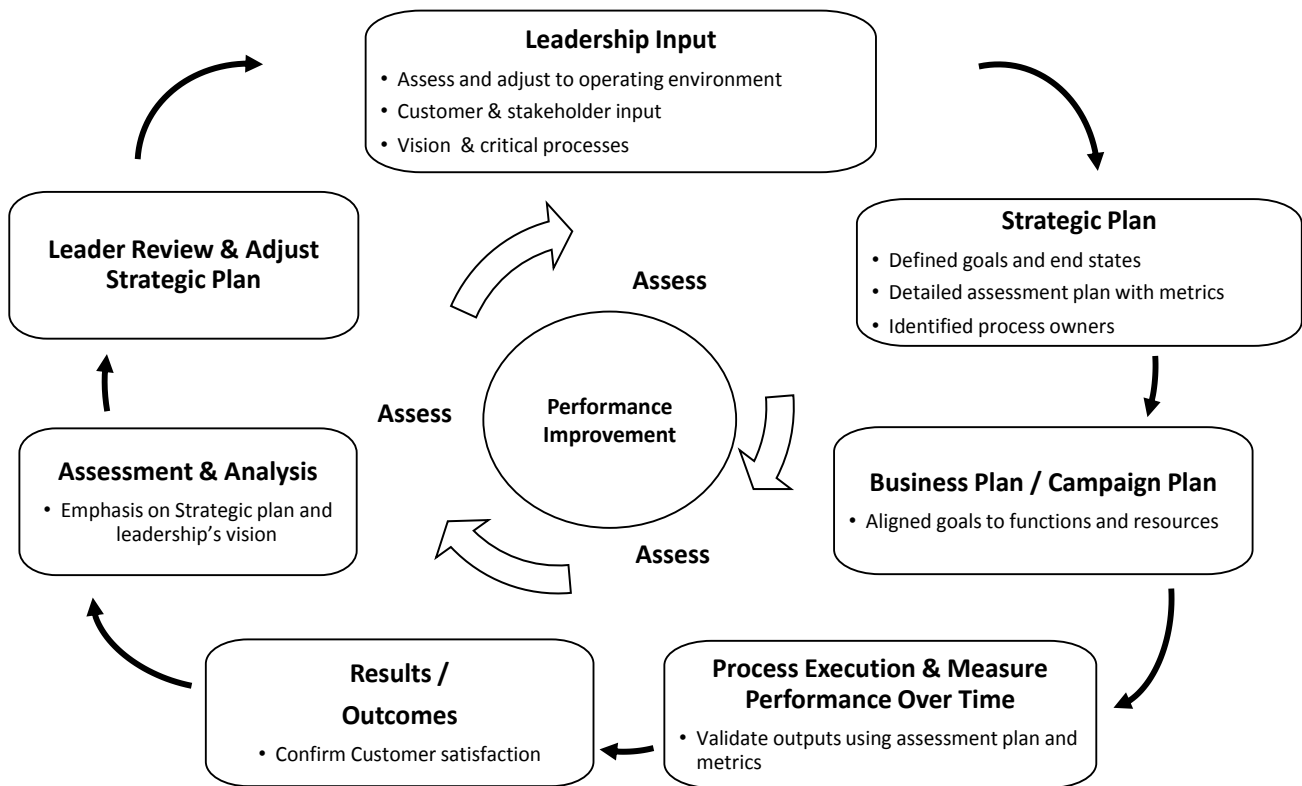 Leadership Input
• Assess and adjust to operating environment
• Customer & stakeholder input
• Vision & critical processes
Strategic Plan
• Defined goals and end states
• Detailed assessment plan with metrics
• Identified process owners
Business Plan / Campaign Plan
• Aligned goals to functions and resources
Process Execution & Measure
Performance Over Time
• Validate outputs using assessment plan and
metrics
Results /
Outcomes
• Confirm Customer satisfaction
Assessment & Analysis
• Emphasis on Strategic plan and
leadership’s vision
Leader Review & Adjust
Strategic Plan
Assess
Assess
Assess
Performance
Improvement